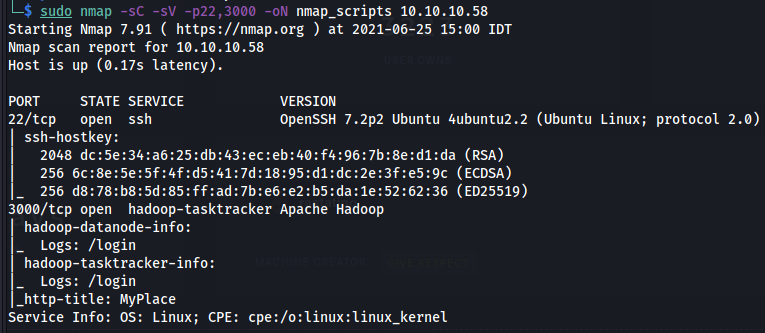 $ sudo nmap -sC -sV -p22,3000 -oN nmap_scripts 10.10.10.58
Starting Nmap 7.91 ( https://nmap.org ) at 2021-06-25 15:00 IDT
Nmap scan report for 10.10.10.58
Host is up (0.17s latency).
PORT     STATE SERVICE            VERSION
22/tcp   open  ssh                OpenSSH 7.2p2 Ubuntu 4ubuntu2.2 (Ubuntu Linux; protocol 2.0)
| ssh-hostkey:
|   2048 dc:5e:34:a6:25:db:43:ec:eb:40:f4:96:7b:8e:d1:da (RSA)
|   256 6c:8e:5e:5f:4f:d5:41:7d:18:95:d1:dc:2e:3f:e5:9c (ECDSA)
|_  256 d8:78:b8:5d:85:ff:ad:7b:e6:e2:b5:da:1e:52:62:36 (ED25519)
3000/tcp open  hadoop-tasktracker Apache Hadoop
| hadoop-datanode-info:
|_  Logs: /login
| hadoop-tasktracker-info:
|_  Logs: /login
|_http-title: MyPlace
Service Info: OS: Linux; CPE: cpe:/o:linux:linux_kernel